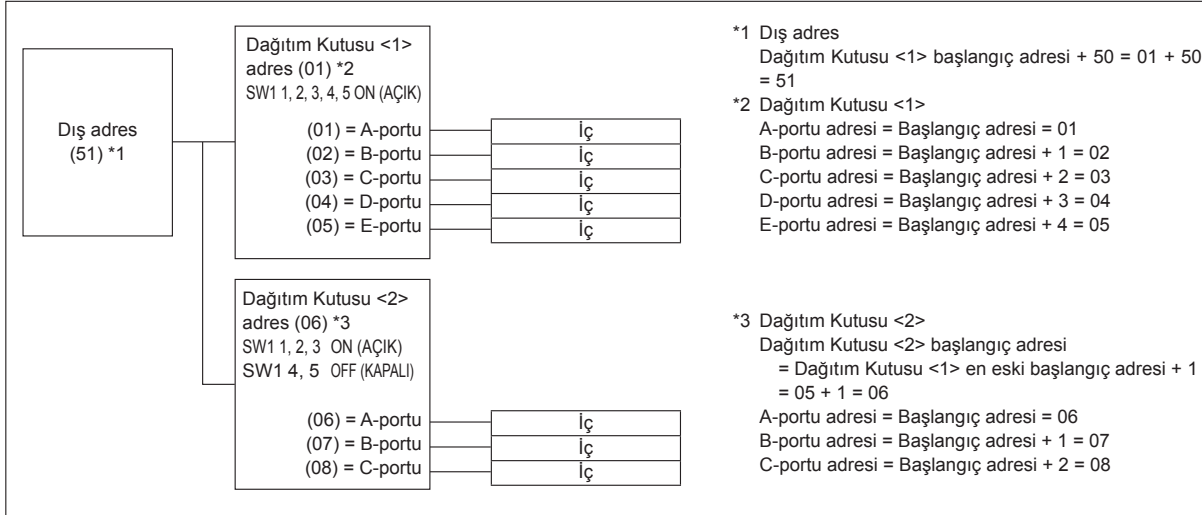 Dış adres
(51) *1
Dağıtım Kutusu <1>
adres (01) *2
SW1 1, 2, 3, 4, 5 ON (AÇIK)
(01) = A-portu
İç
(02) = B-portu
İç
(03) = C-portu
İç
(04) = D-portu
İç
(05) = E-portu
İç
Dağıtım Kutusu <2>
adres (06) *3
SW1 1, 2, 3 ON (AÇIK)
SW1 4, 5 OFF (KAPALI)
(06) = A-portu
İç
(07) = B-portu
İç
(08) = C-portu
İç
*1 Dış adres
Dağıtım Kutusu <1> başlangıç adresi + 50 = 01 + 50
= 51
*2 Dağıtım Kutusu <1>
A-portu adresi = Başlangıç adresi = 01
B-portu adresi = Başlangıç adresi + 1 = 02
C-portu adresi = Başlangıç adresi + 2 = 03
D-portu adresi = Başlangıç adresi + 3 = 04
E-portu adresi = Başlangıç adresi + 4 = 05
*3 Dağıtım Kutusu <2>
Dağıtım Kutusu <2> başlangıç adresi
= Dağıtım Kutusu <1> en eski başlangıç adresi + 1
= 05 + 1 = 06
A-portu adresi = Başlangıç adresi = 06
B-portu adresi = Başlangıç adresi + 1 = 07
C-portu adresi = Başlangıç adresi + 2 = 08